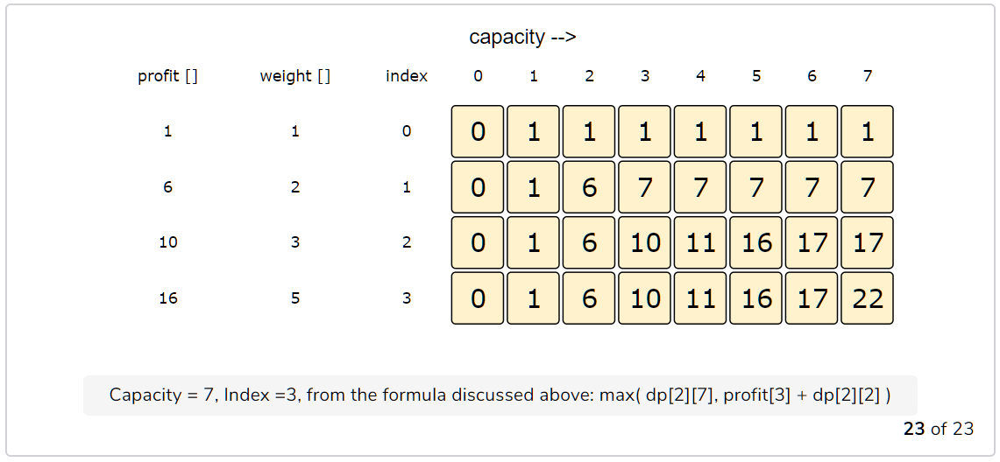 capacity -->
profit [] weight [] index 0 1 2 3 4 5 6 7
1 1 0 0 1 1 1 1 1 1 1
6 2 1 0 1 6 7 7 7 7 7
10 3 2 0 1 6 10 11 16 17 17
16 5 3 0 1 6 10 11 16 17 22
Capacity = 7, Index =3, from the formula discussed above: max( dp[2][7], profit[3] + dp[2][2] )
23 of 23